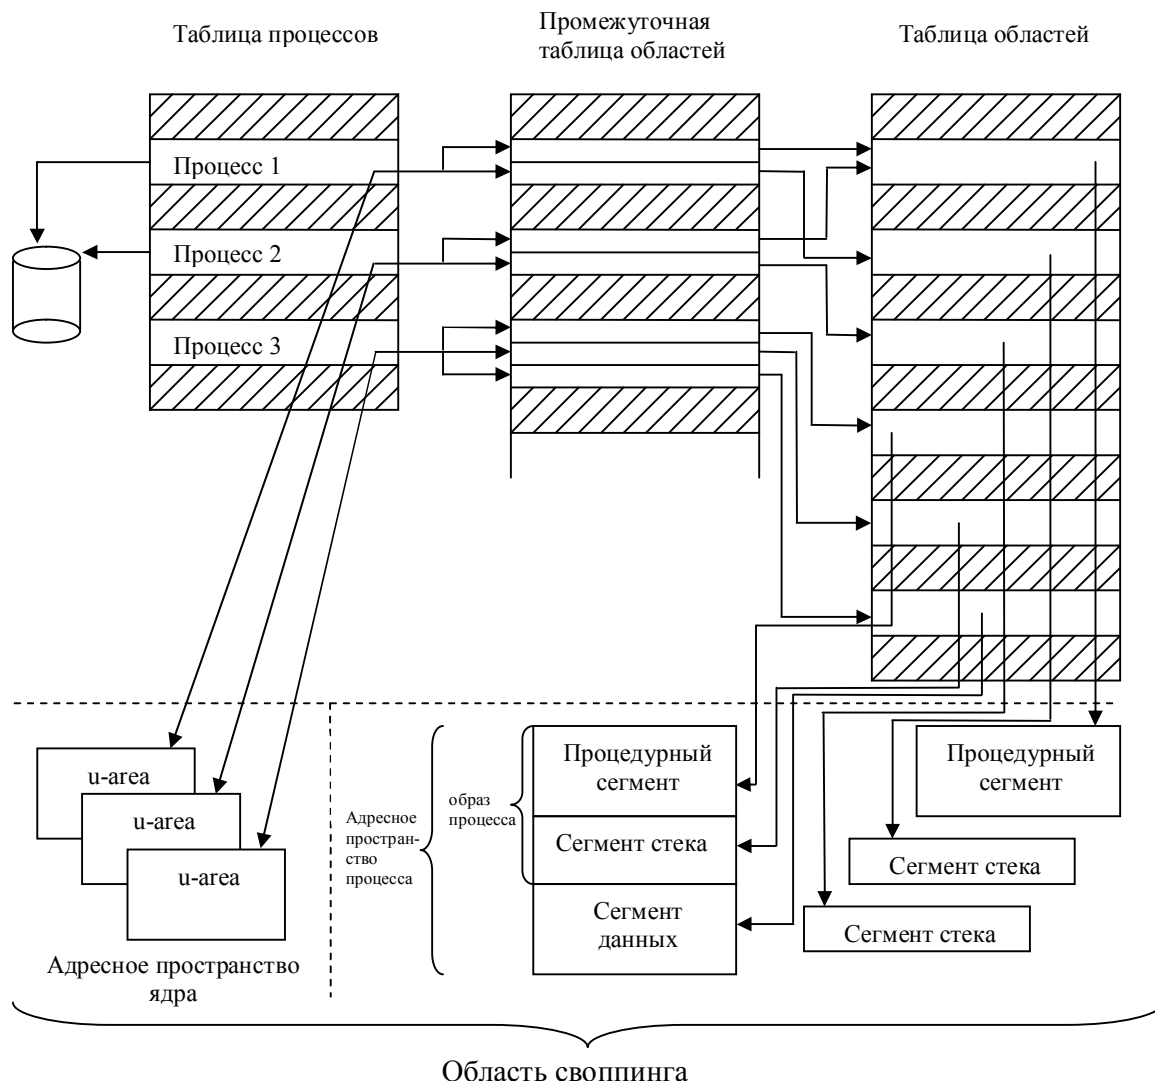 Таблица процессов
Промежуточная
таблица областей
Таблица областей
Процесс 1
Процесс 2
Процесс 3
u-area
u-area
u-area
Адресное пространство
ядра
Адресное
простран-
ство
процесса
образ
процесса
Процедурный
сегмент
Сегмент стека
Сегмент
данных
Процедурный
сегмент
Сегмент стека
Сегмент стека
Область своппинга